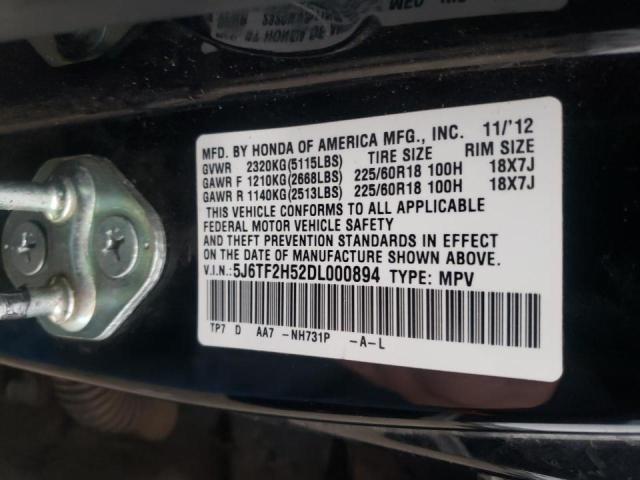 MFD. BY HONDA OF AMERICA MFG., INC. 11/'12
GVWR 2320KG(5115LBS) TIRE SIZE RIM SIZE
GAWR F 1210KG(2668LBS) 225/60R18 100H 18X7J
GAWR R 1140KG(2513LBS) 225/60R18 100H 18X7J
THIS VEHICLE CONFORMS TO ALL APPLICABLE
FEDERAL MOTOR VEHICLE SAFETY
AND THEFT PREVENTION STANDARDS IN
EFFECT ON THE DATE OF MANUFACTURE SHOWN ABOVE.
V.I.N.:5J6TF2H52DL000894 TYPE: MPV
TP7 D AA7 -NH731P -A-L